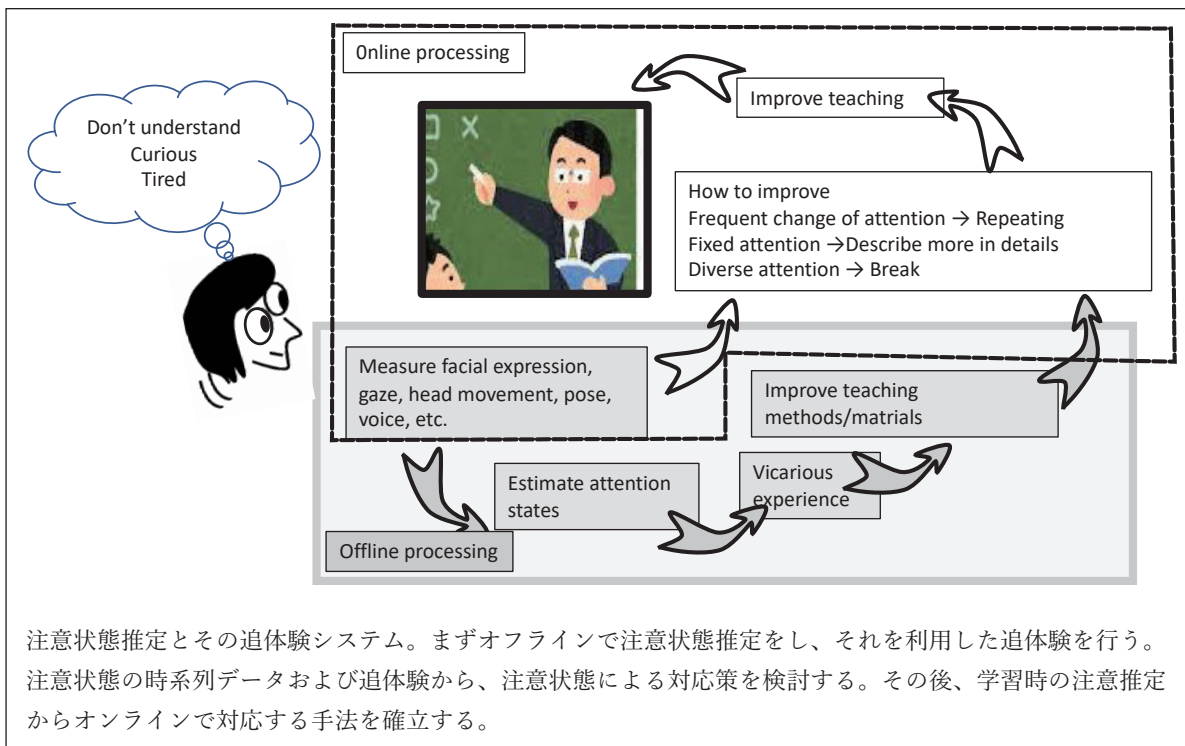 0nline processing
Don't understand
Curious
Tired
Improve teaching
How to improve
Frequent change of attention → Repeating
Fixed attention →Describe more in details
Diverse attention → Break
Measure facial expression,
gaze, head movement, pose,
voice, etc.
Improve teaching
methods/matrials
Estimate attention
states
Vicarious
experience
Offline processing
注意状態推定とその追体験システム。まずオフラインで注意状態推定をし、それを利用した追体験を行う。
注意状態の時系列データおよび追体験から、注意状態による対応策を検討する。その後、学習時の注意推定
からオンラインで対応する手法を確立する。